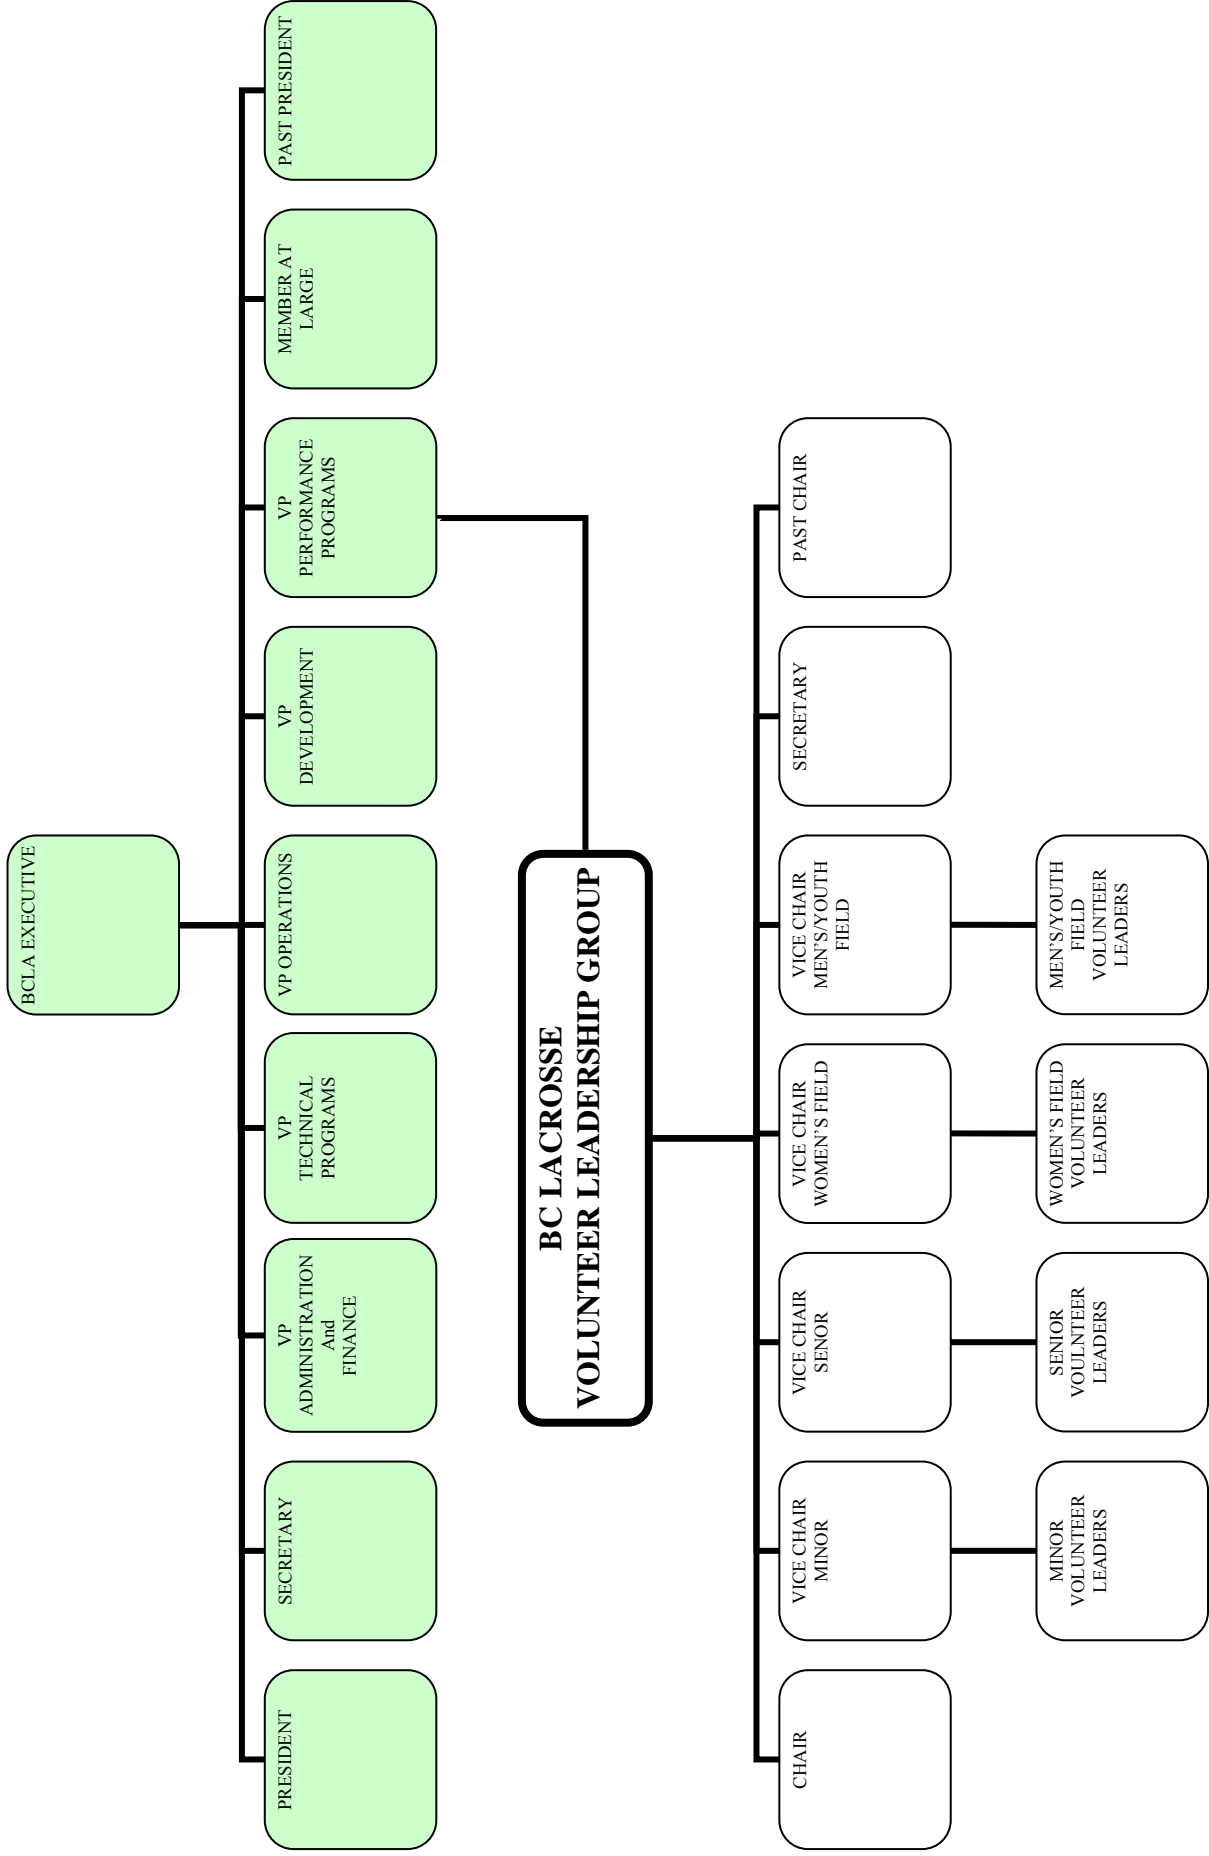 BCLA EXECUTIVE
PRESIDENT
SECRETARY
VP
ADMINISTRATION
And
FINANCE
VP
TECHNICAL
PROGRAMS
VP OPERATIONS
VP
DEVELOPMENT
VP
PERFORMANCE
PROGRAMS
MEMBER AT
LARGE
PAST PRESIDENT
BC LACROSSE
VOLUNTEER LEADERSHIP GROUP
CHAIR
VICE CHAIR
MINOR
VICE CHAIR
SENOR
VICE CHAIR
WOMEN'S FIELD
VICE CHAIR
MEN'S/YOUTH
FIELD
SECRETARY
PAST CHAIR
MINOR
VOLUNTEER
LEADERS
SENIOR
VOULNTEER
LEADERS
WOMEN'S FIELD
VOLUNTEER
LEADERS
MEN'S/YOUTH
FIELD
VOLUNTEER
LEADERS